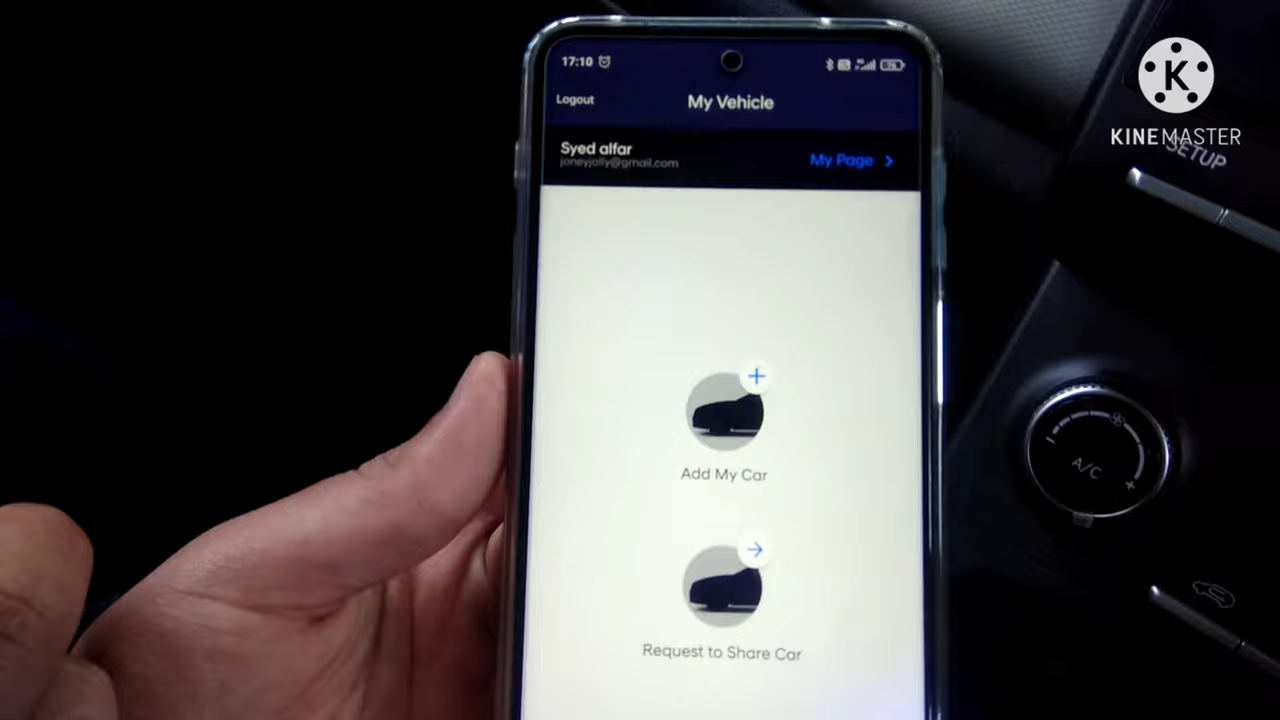 17:10
Logout
My Vehicle
Syed alfar
joneyjolly@gmail.com
My Page >
Add My Car
Request to Share Car
K
KINEMASTER
SETUP
A/C